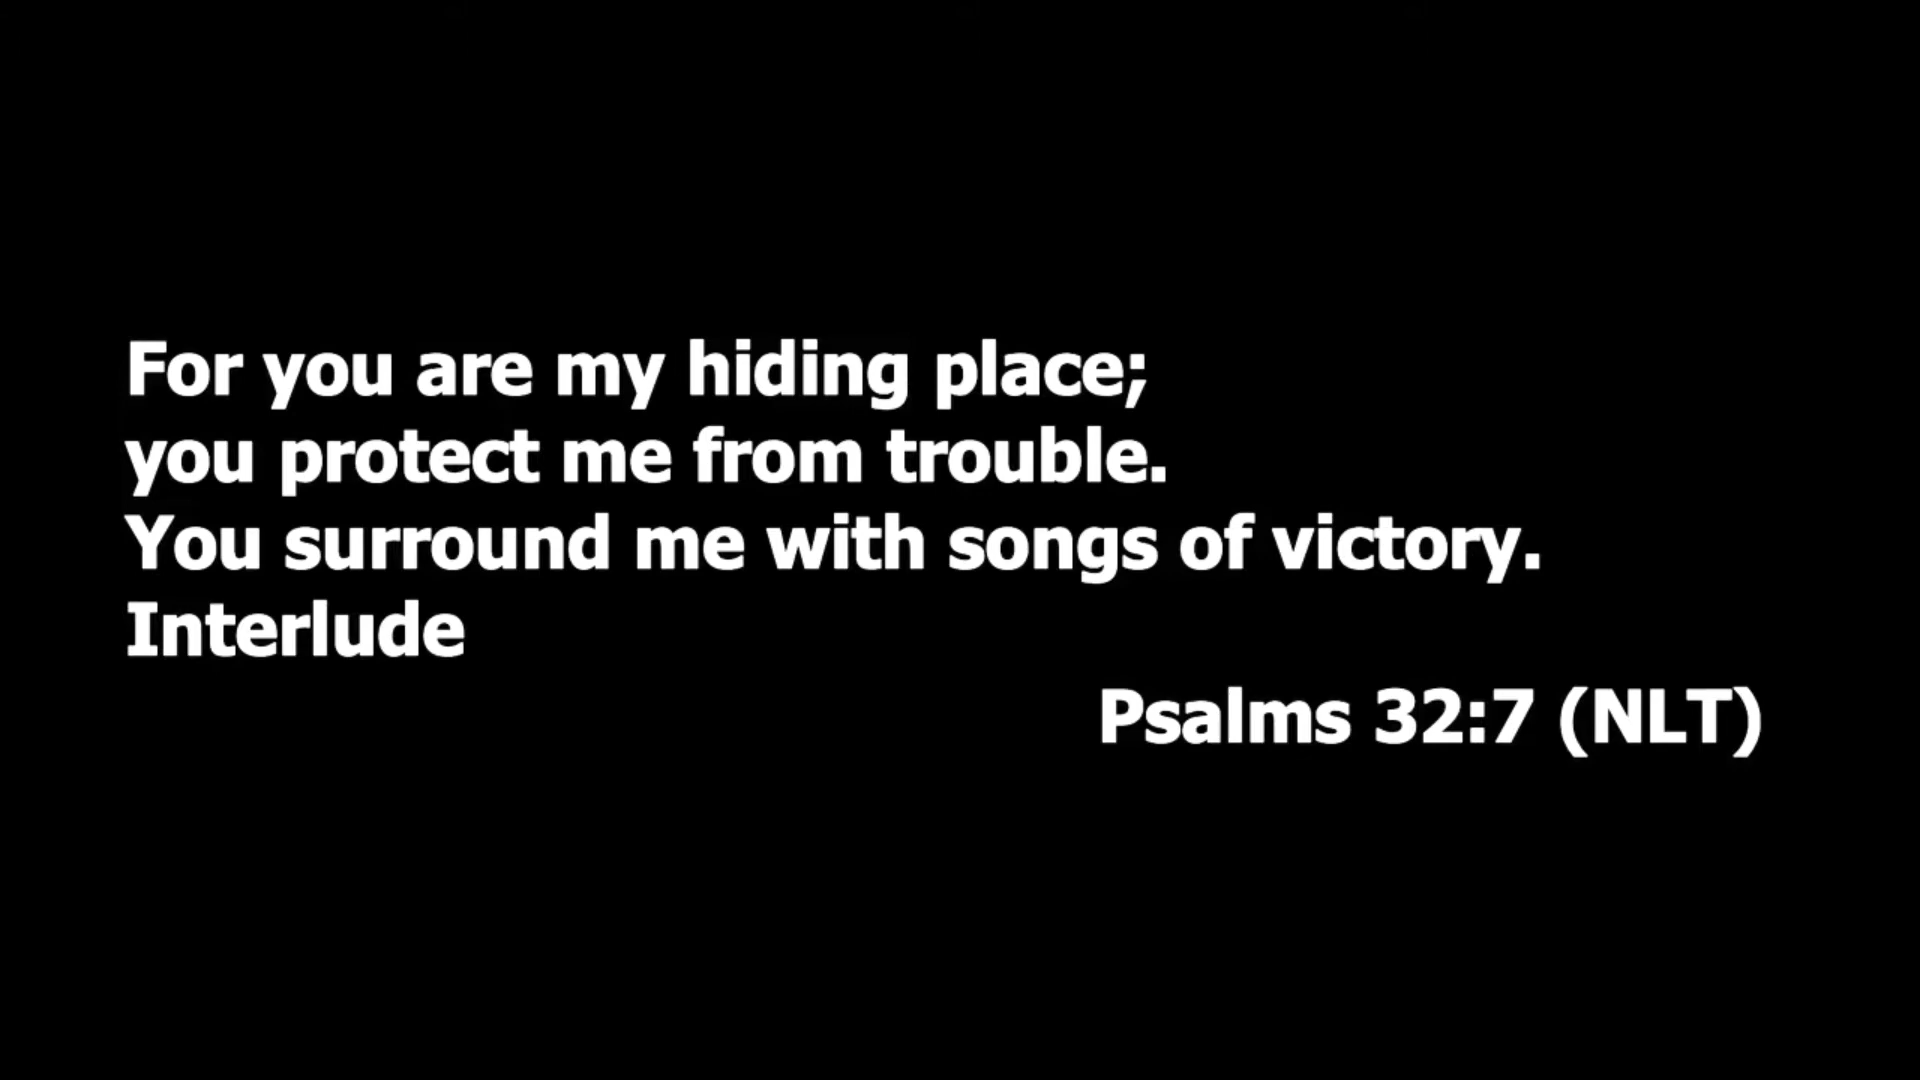 For you are my hiding place;
you protect me from trouble.
You surround me with songs of victory.
Interlude
Psalms 32:7 (NLT)